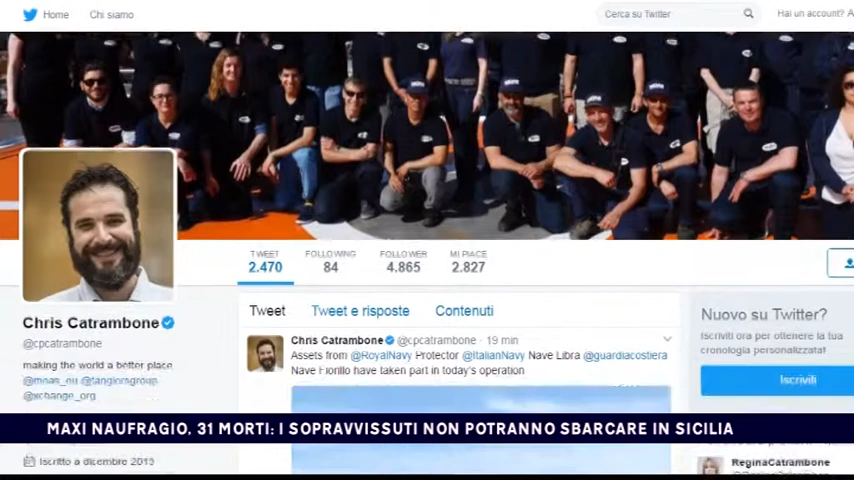 Home Chi siamo
Cerca su Twitter
Hai un account?
TWEET FOLLOWING FOLLOWER MI PIACE
2.470 84 4.865 2.827
Tweet Tweet e risposte Contenuti
Nuovo su Twitter?
Iscriviti ora per ottenere la tua
cronologia personalizzata!
Iscriviti
Chris Catrambone
@cpcatrambone
making the world a better place
@moas_eu @tangiersgroup
@xchange_org
Chris Catrambone @cpcatrambone · 19 min
Assets from @RoyalNavy Protector @ItalianNavy Nave Libra @guardiacostiera
Nave Fiorillo have taken part in today's operation
MAXI NAUFRAGIO, 31 MORTI: I SOPRAVVISSUTI NON POTRANNO SBARCARE IN SICILIA
Iscritto a dicembre 2013
ReginaCatrambone